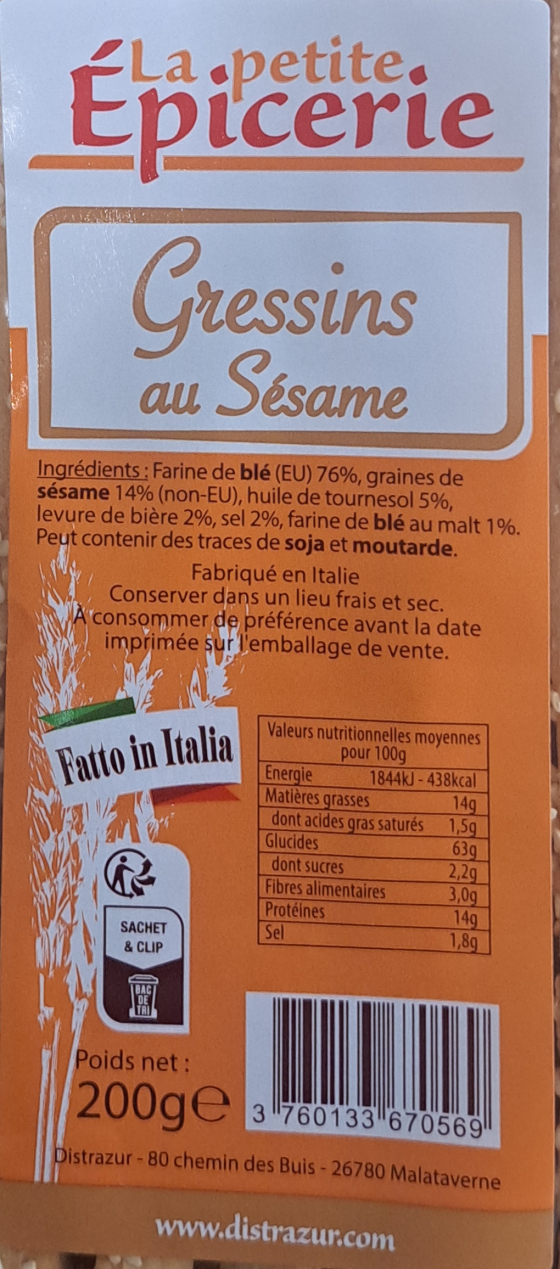 La petite
Épicerie
Gressins
au Sésame
Ingrédients : Farine de blé (EU) 76%, graines de
sésame 14% (non-EU), huile de tournesol 5%,
levure de bière 2%, sel 2%, farine de blé au malt 1%.
Peut contenir des traces de soja et moutarde.
Fabriqué en Italie
Conserver dans un lieu frais et sec.
À consommer de préférence avant la date
imprimée sur l'emballage de vente.
Fatto in Italia
Valeurs nutritionnelles moyennes
pour 100g
Energie 1844kJ - 438kcal
Matières grasses 14g
dont acides gras saturés 1,5g
Glucides 63g
dont sucres 2,2g
Fibres alimentaires 3,0g
Protéines 14g
Sel 1,8g
SACHET
& CLIP
BAC
DE
TRI
Poids net :
200g℮
3 760133 670569
Distrazur - 80 chemin des Buis - 26780 Malataverne
www.distrazur.com